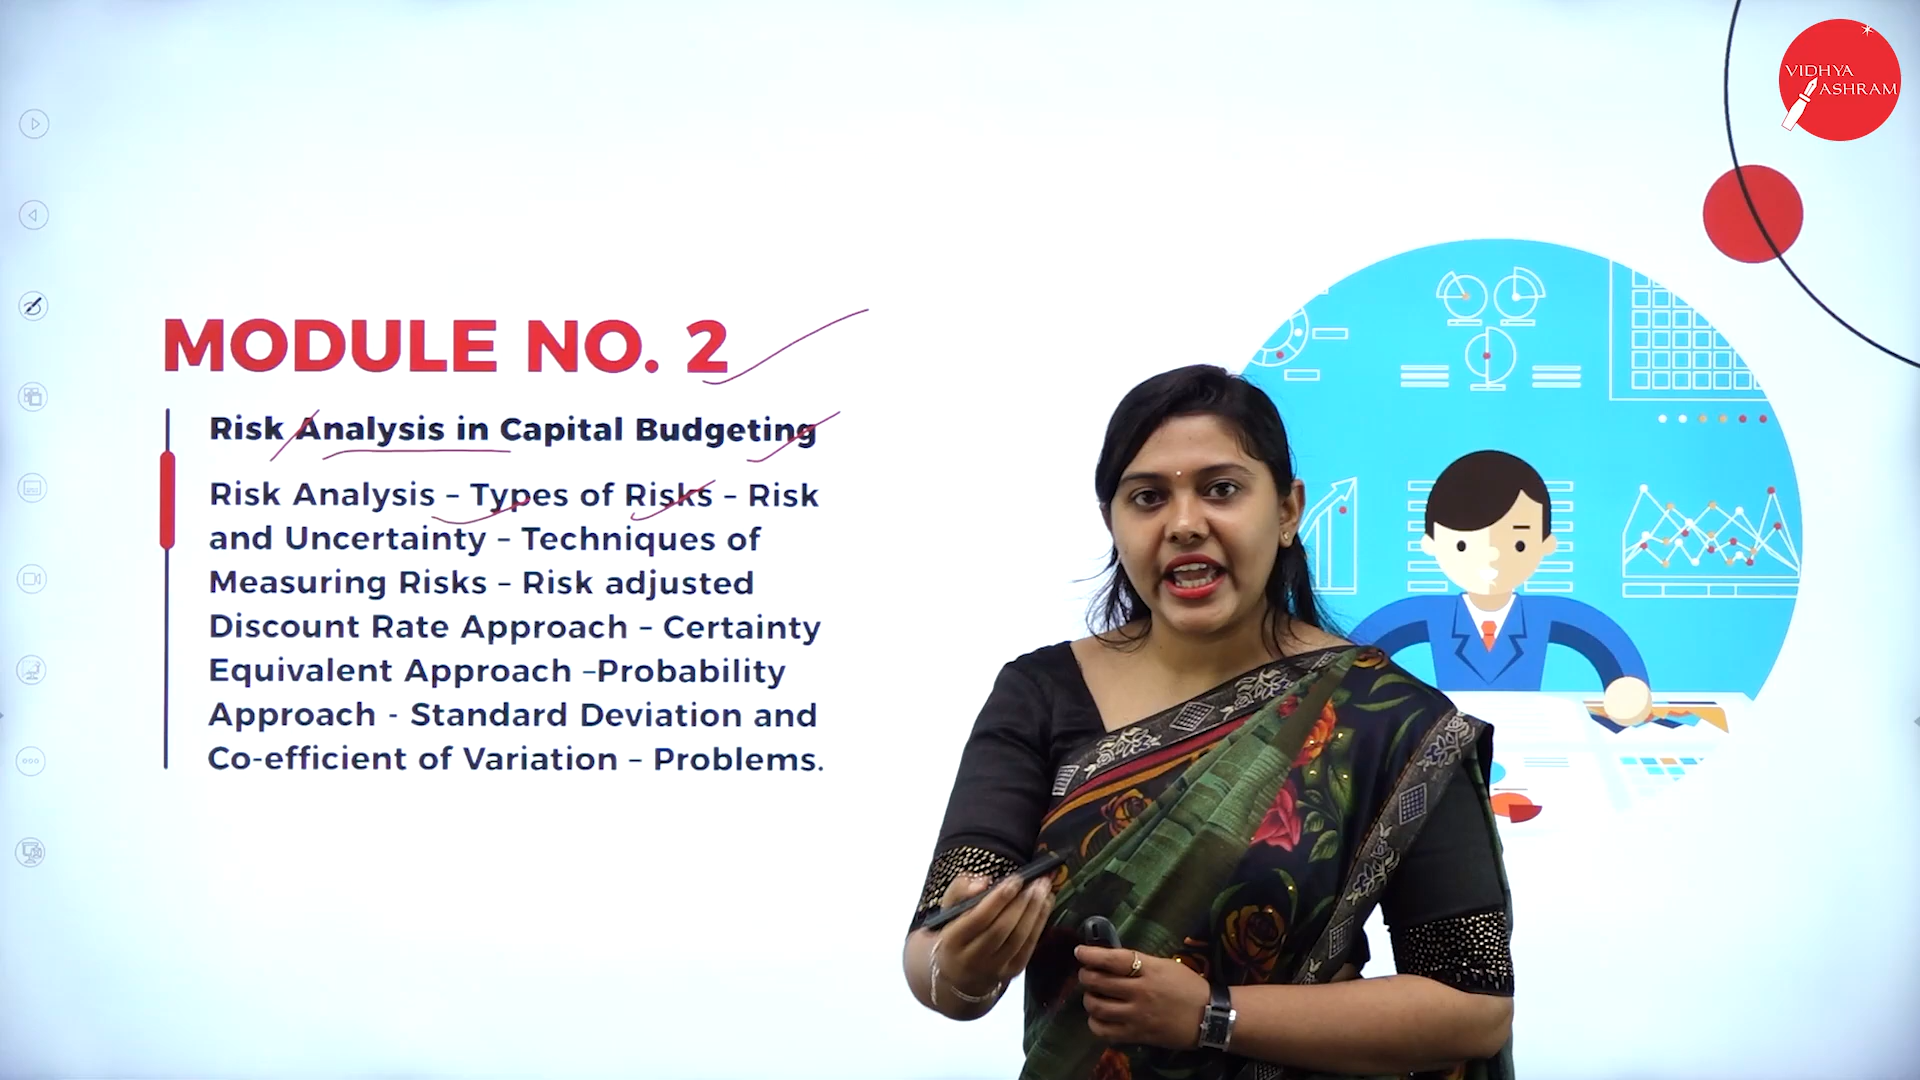 VIDHYA
ASHRAM
MODULE NO. 2
Risk Analysis in Capital Budgeting
Risk Analysis – Types of Risks – Risk
and Uncertainty – Techniques of
Measuring Risks – Risk adjusted
Discount Rate Approach – Certainty
Equivalent Approach –Probability
Approach - Standard Deviation and
Co-efficient of Variation – Problems.